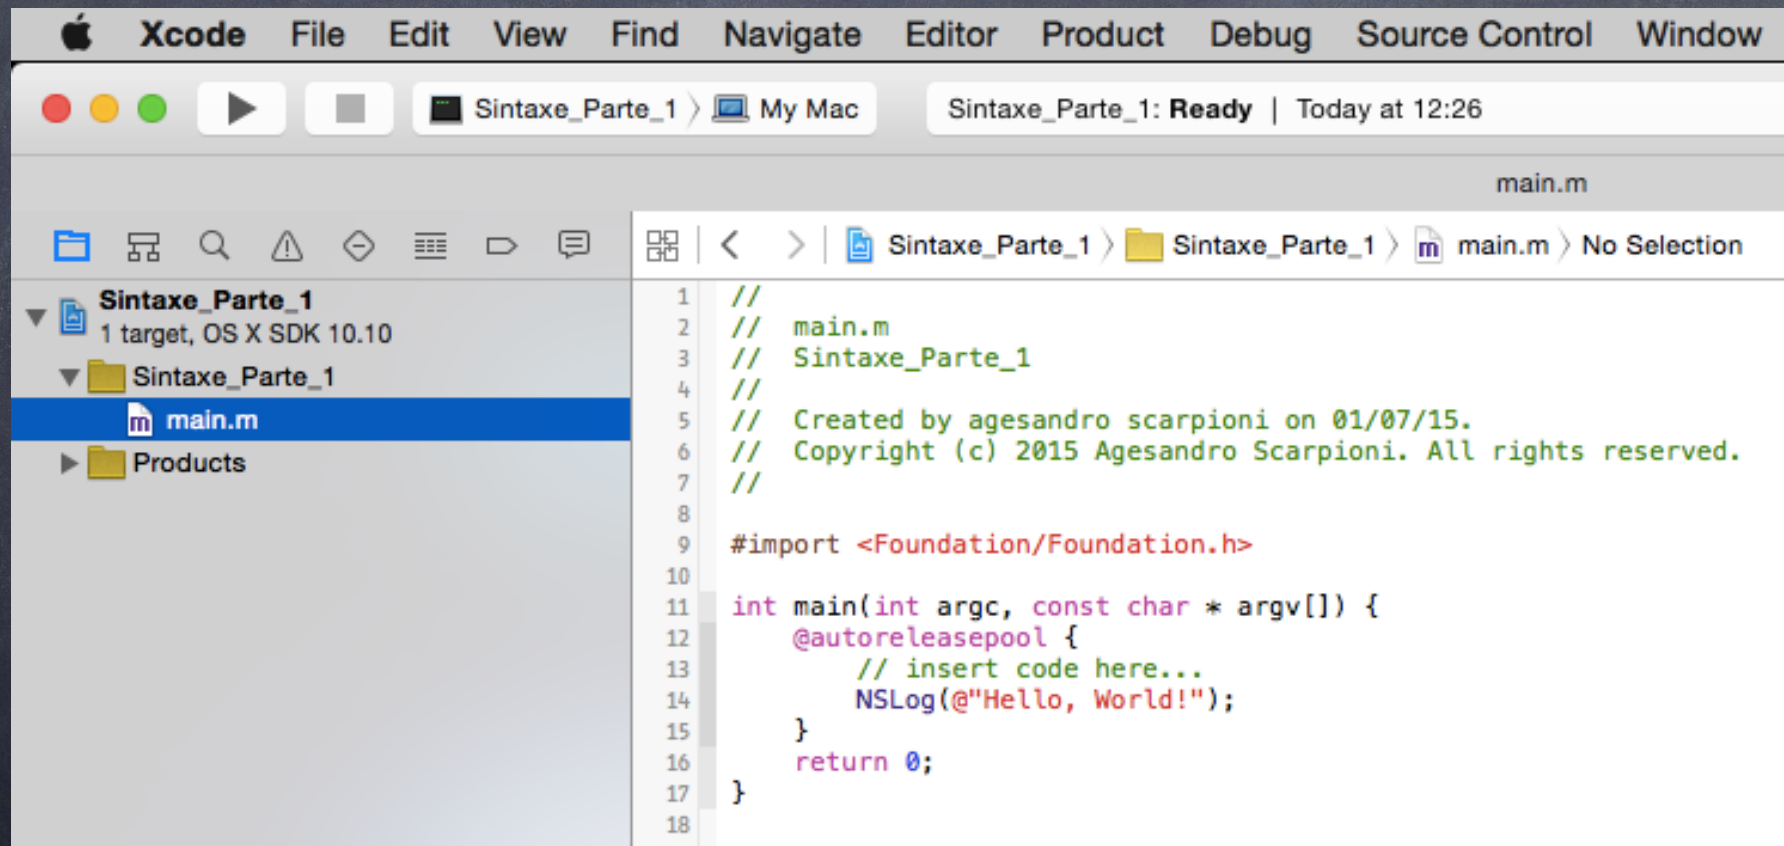 Xcode File Edit View Find Navigate Editor Product Debug Source Control Window
Sintaxe_Parte_1 My Mac Sintaxe_Parte_1: Ready | Today at 12:26
main.m
Sintaxe_Parte_1 Sintaxe_Parte_1 main.m No Selection
Sintaxe_Parte_1
1 target, OS X SDK 10.10
Sintaxe_Parte_1
main.m
Products
1 //
2 // main.m
3 // Sintaxe_Parte_1
4 //
5 // Created by agesandro scarpioni on 01/07/15.
6 // Copyright (c) 2015 Agesandro Scarpioni. All rights reserved.
7 //
8
9 #import <Foundation/Foundation.h>
10
11 int main(int argc, const char * argv[]) {
12     @autoreleasepool {
13         // insert code here...
14         NSLog(@"Hello, World!");
15     }
16     return 0;
17 }
18